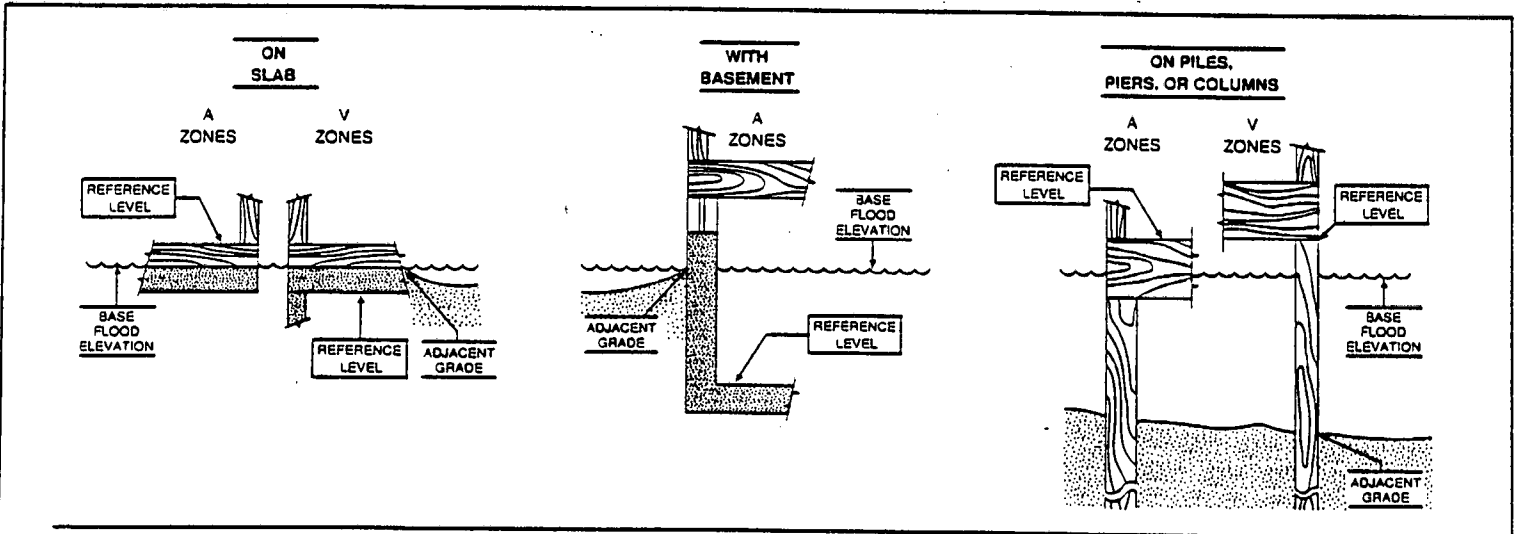 ON
SLAB
A
ZONES
V
ZONES
REFERENCE
LEVEL
BASE
FLOOD
ELEVATION
REFERENCE
LEVEL
ADJACENT
GRADE
WITH
BASEMENT
A
ZONES
BASE
FLOOD
ELEVATION
ADJACENT
GRADE
REFERENCE
LEVEL
ON PILES,
PIERS, OR COLUMNS
A
ZONES
V
ZONES
REFERENCE
LEVEL
REFERENCE
LEVEL
BASE
FLOOD
ELEVATION
ADJACENT
GRADE